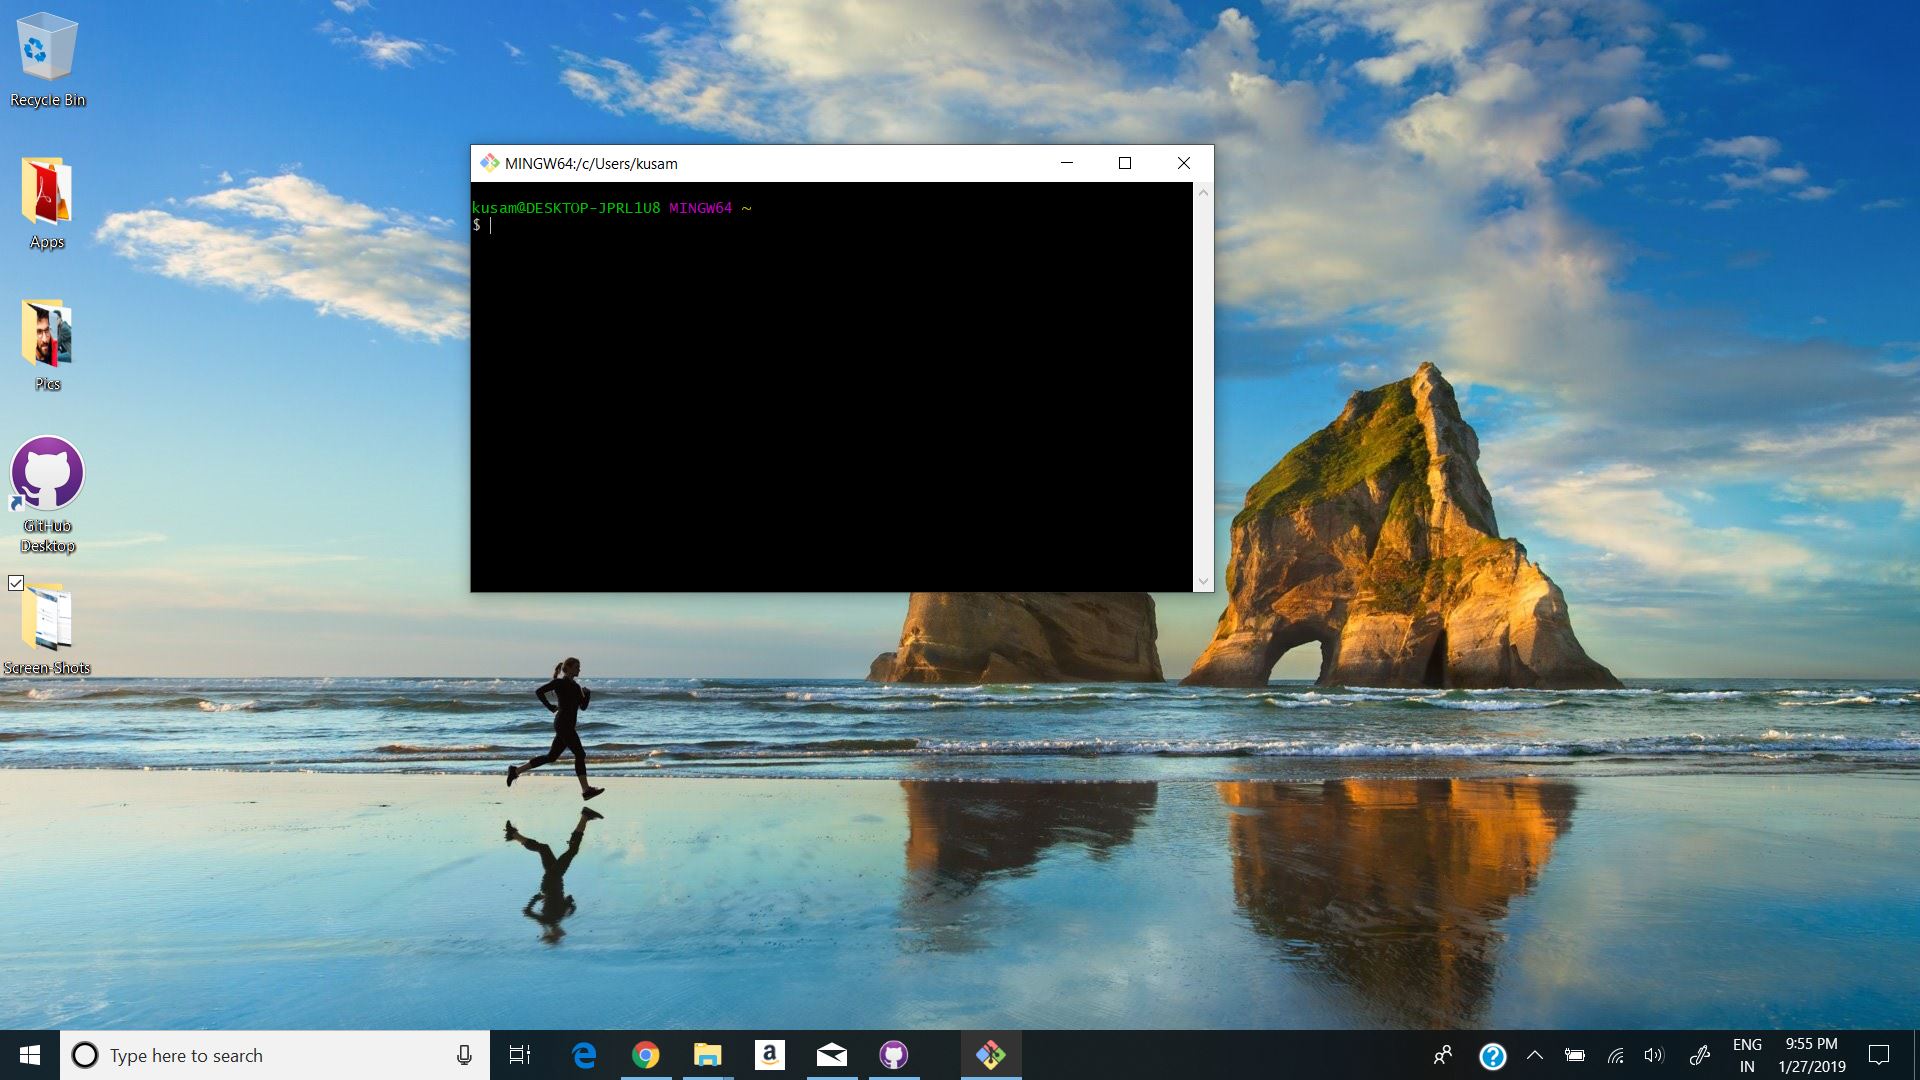 Recycle Bin
Apps
Pics
GitHub
Desktop
Screen-Shots
MINGW64:/c/Users/kusam
kusam@DESKTOP-JPRL1U8 MINGW64 ~
$
Type here to search
a
ENG
IN
9:55 PM
1/27/2019